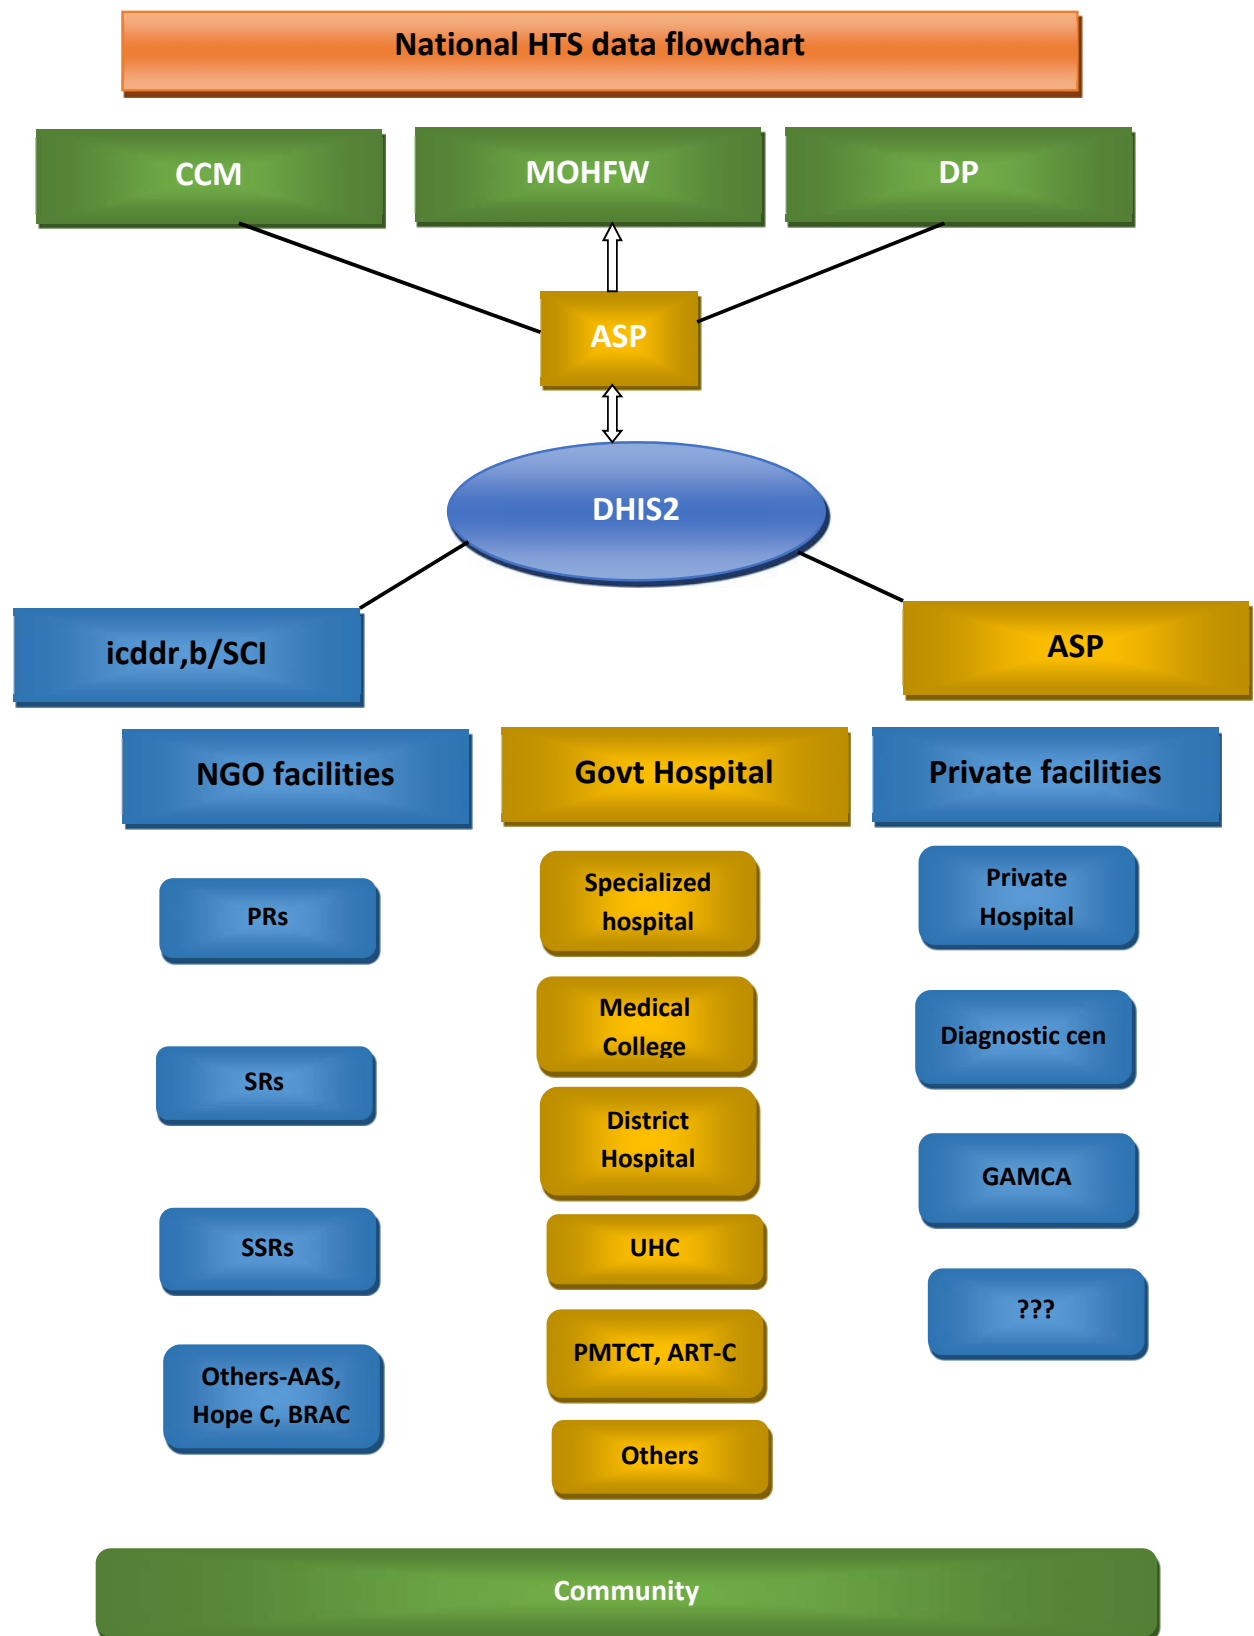 National HTS data flowchart
CCM
MOHFW
DP
ASP
DHIS2
icddr,b/SCI
ASP
NGO facilities
Govt Hospital
Private facilities
PRs
SRs
SSRs
Others-AAS,
Hope C, BRAC
Specialized
hospital
Medical
College
District
Hospital
UHC
PMTCT, ART-C
Others
Private
Hospital
Diagnostic cen
GAMCA
???
Community